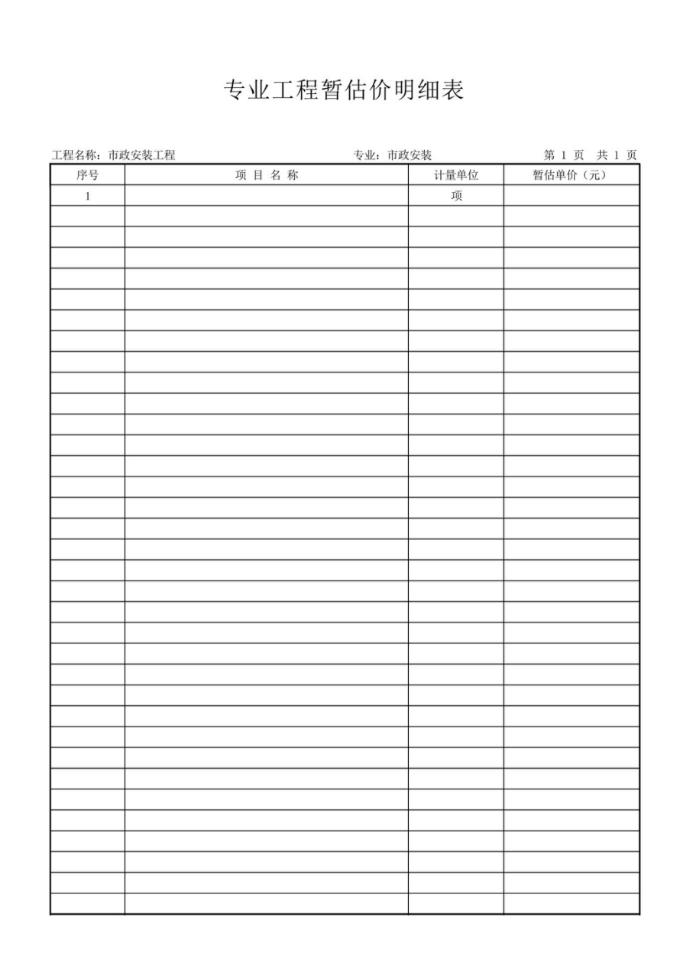 专业工程暂估价明细表
工程名称：市政安装工程 专业：市政安装 第 1 页 共 1 页
序号 项 目 名 称 计量单位 暂估单价（元）
1 项